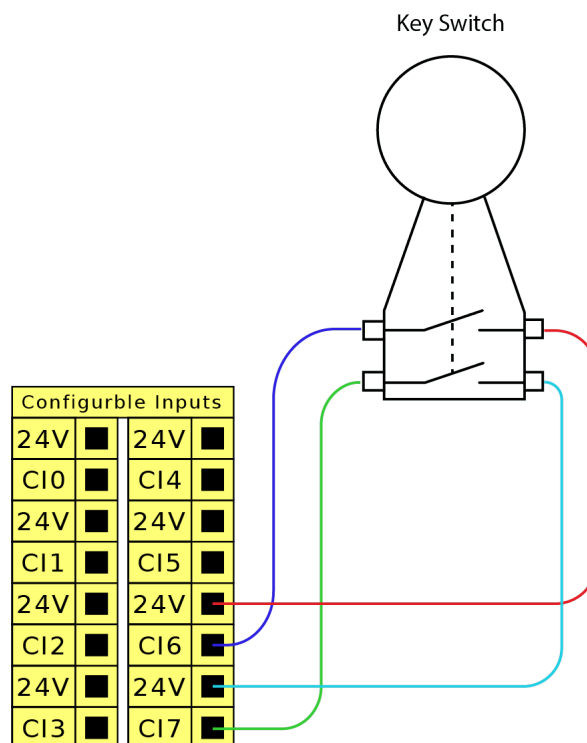 Key Switch
Configurble Inputs
24V 24V
CI0 CI4
24V 24V
CI1 CI5
24V 24V
CI2 CI6
24V 24V
CI3 CI7